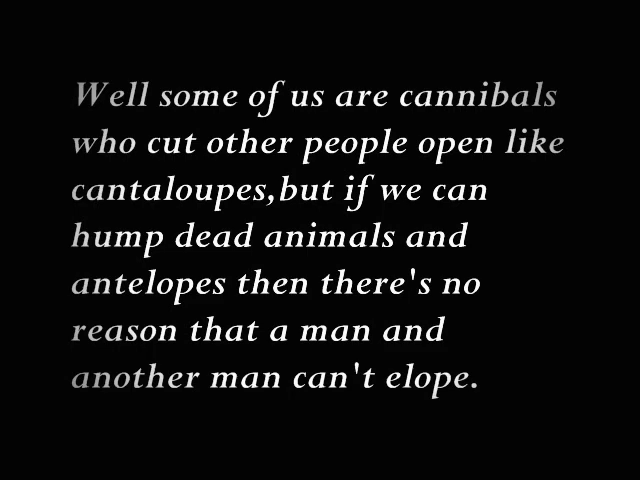 Well some of us are cannibals
who cut other people open like
cantaloupes,but if we can
hump dead animals and
antelopes then there's no
reason that a man and
another man can't elope.